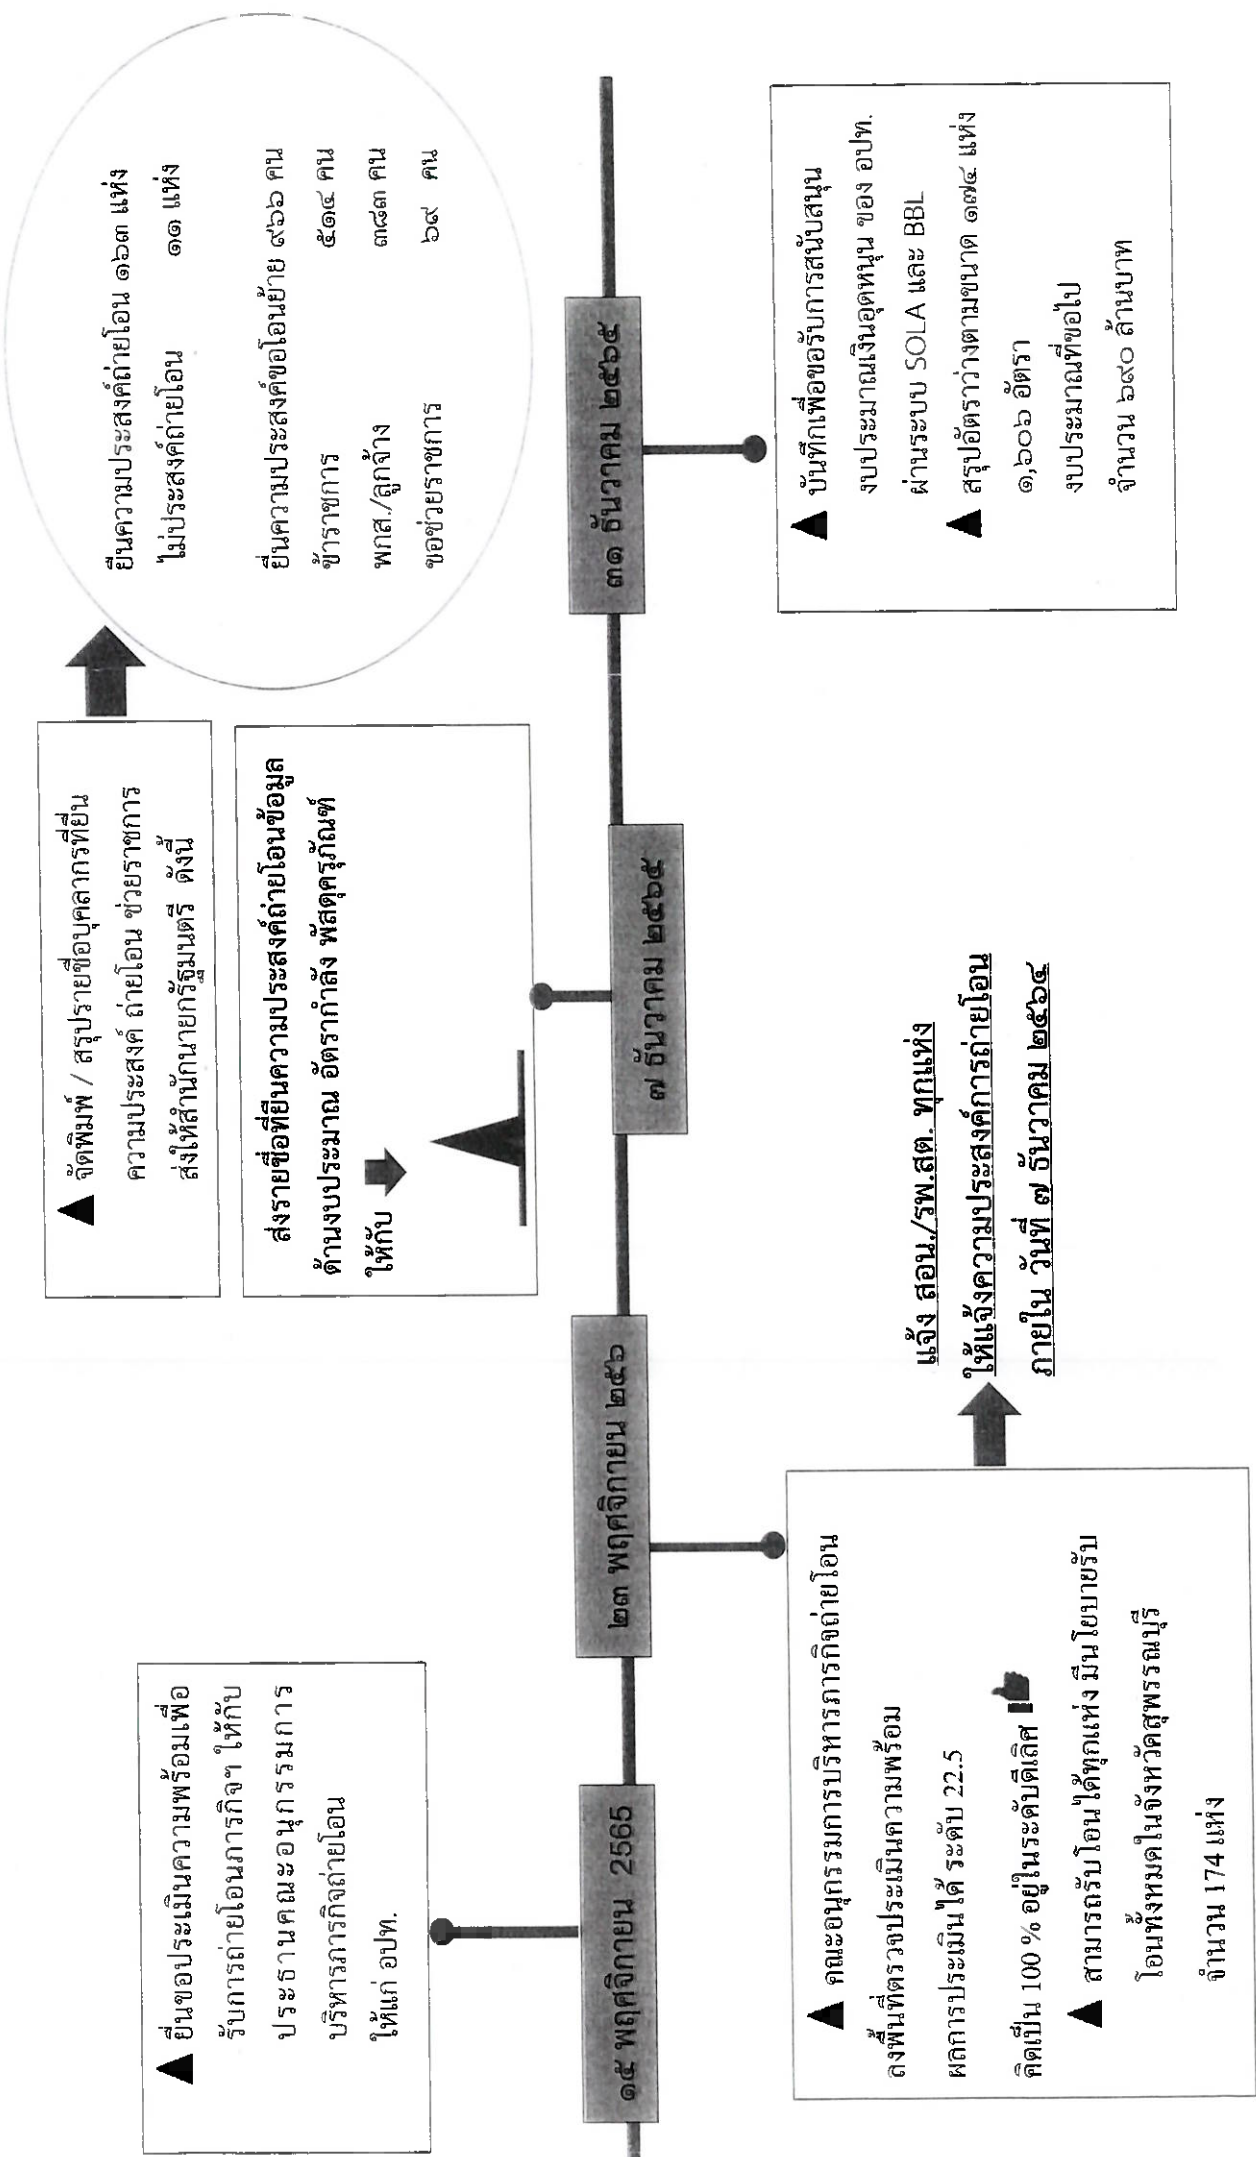 ยื่นขอประเมินความพร้อมเพื่อ
รับการถ่ายโอนภารกิจฯ ให้กับ
ประธานคณะอนุกรรมการ
บริหารภารกิจถ่ายโอน
ให้แก่ อปท.
๑๕ พฤศจิกายน 2565
๒๓ พฤศจิกายน ๒๕๖
คณะอนุกรรมการบริหารภารกิจถ่ายโอน
ลงพื้นที่ตรวจประเมินความพร้อม
ผลการประเมินได้ ระดับ 22.5
คิดเป็น 100 % อยู่ในระดับดีเลิศ
สามารถรับโอนได้ทุกแห่ง มีนโยบายรับ
โอนทั้งหมดในจังหวัดสุพรรณบุรี
จำนวน 174 แห่ง
แจ้ง สอน./รพ.สต. ทุกแห่ง
ให้แจ้งความประสงค์การถ่ายโอน
ภายใน วันที่ ๗ ธันวาคม ๒๕๖๔
จัดพิมพ์ / สรุปรายชื่อบุคลากรที่ยื่น
ความประสงค์ ถ่ายโอน ช่วยราชการ
ส่งให้สำนักนายกรัฐมนตรี ดังนี้
ส่งรายชื่อที่ยื่นความประสงค์ถ่ายโอนข้อมูล
ด้านงบประมาณ อัตรากำลัง พัสดุครุภัณฑ์
ให้กับ
๗ ธันวาคม ๒๕๖๕
ยื่นความประสงค์ถ่ายโอน ๑๖๓ แห่ง
ไม่ประสงค์ถ่ายโอน ๑๑ แห่ง
ยื่นความประสงค์ขอโอนย้าย ๙๖๖ คน
ข้าราชการ ๕๑๔ คน
พกส./ลูกจ้าง ๓๘๓ คน
ขอช่วยราชการ ๖๙ คน
๓๑ ธันวาคม ๒๕๖๕
บันทึกเพื่อขอรับการสนับสนุน
งบประมาณเงินอุดหนุน ของ อปท.
ผ่านระบบ SOLA และ BBL
สรุปอัตราว่างตามขนาด ๑๗๔ แห่ง
๑,๖๐๖ อัตรา
งบประมาณที่ขอไป
จำนวน ๖๙๐ ล้านบาท